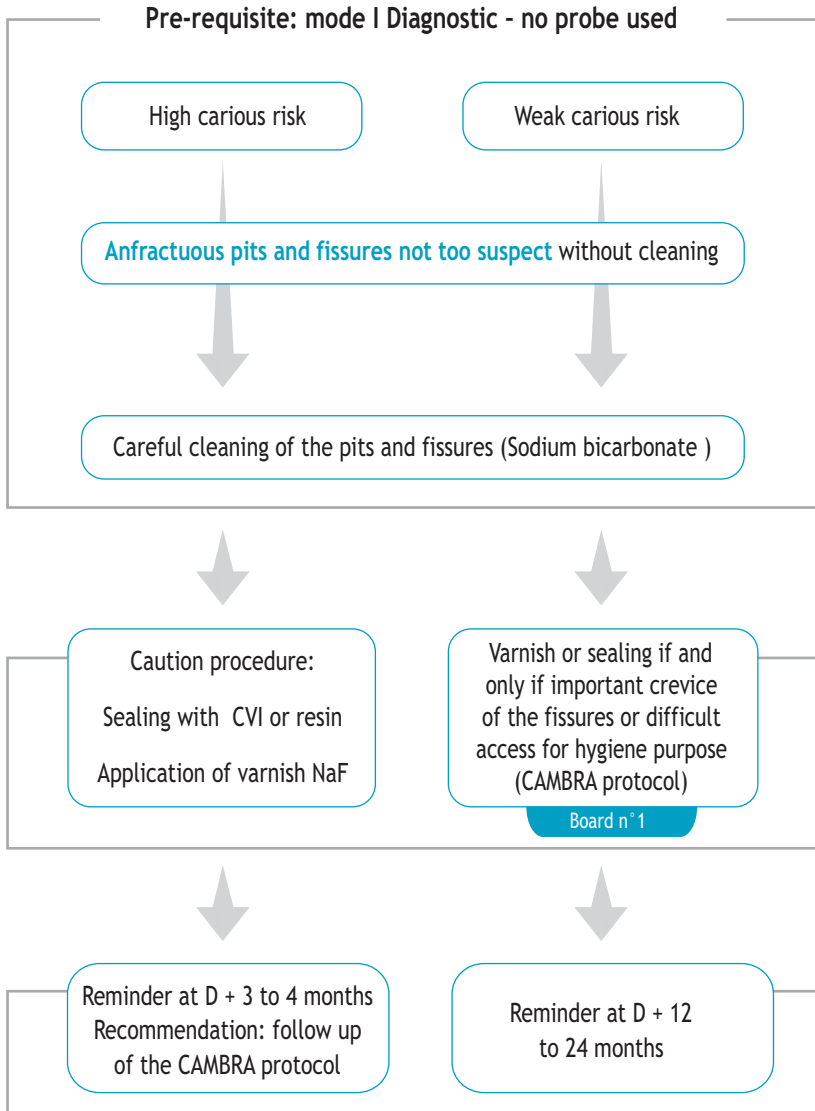 Pre-requisite: mode I Diagnostic - no probe used
High carious risk
Weak carious risk
Anfractuous pits and fissures not too suspect without cleaning
Careful cleaning of the pits and fissures (Sodium bicarbonate )
Caution procedure:
Sealing with CVI or resin
Application of varnish NaF
Varnish or sealing if and
only if important crevice
of the fissures or difficult
access for hygiene purpose
(CAMBRA protocol)
Board n°1
Reminder at D + 3 to 4 months
Recommendation: follow up
of the CAMBRA protocol
Reminder at D + 12
to 24 months